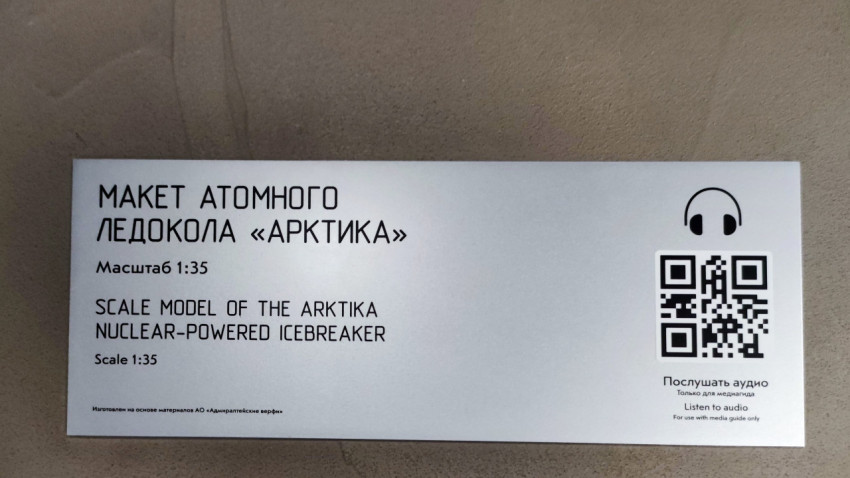 МАКЕТ АТОМНОГО
ЛЕДОКОЛА «АРКТИКА»
Масштаб 1:35
SCALE MODEL OF THE ARKTIKA
NUCLEAR-POWERED ICEBREAKER
Scale 1:35
Изготовлен на основе материалов АО «Адмиралтейские верфи»
Послушать аудио
Только для медиагида
Listen to audio
For use with media guide only